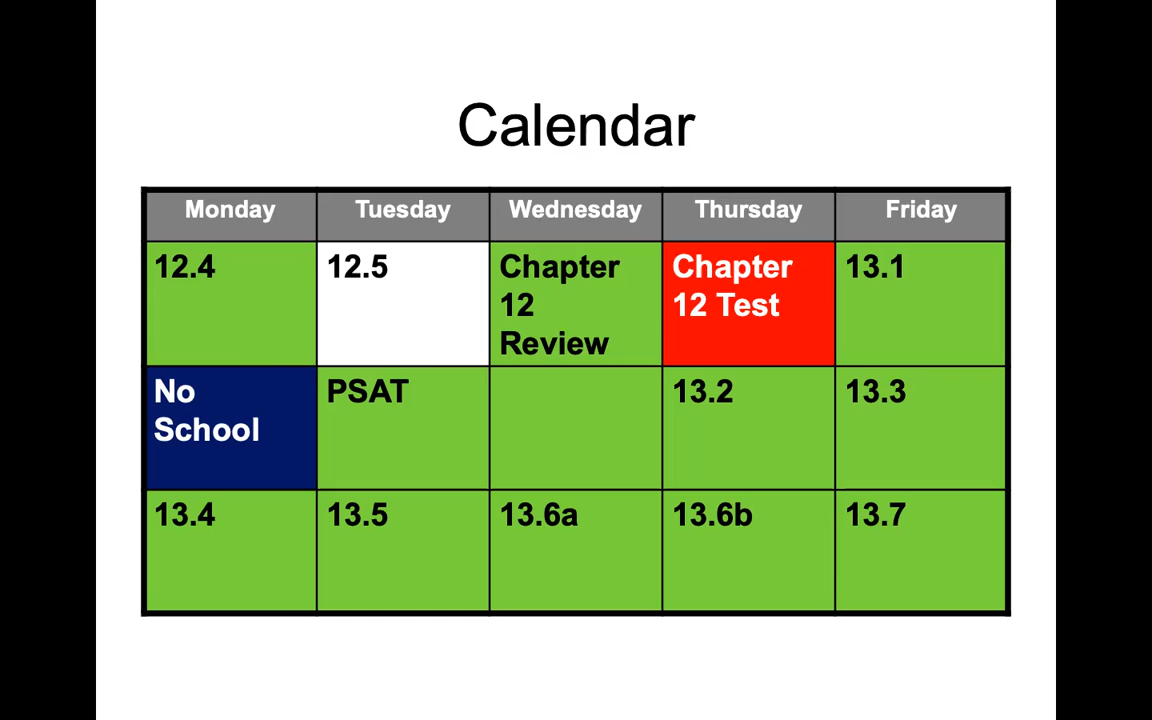 Calendar
Monday Tuesday Wednesday Thursday Friday
12.4
12.5
Chapter
12
Review
Chapter
12 Test
13.1
No
School
PSAT
13.2
13.3
13.4
13.5
13.6a
13.6b
13.7